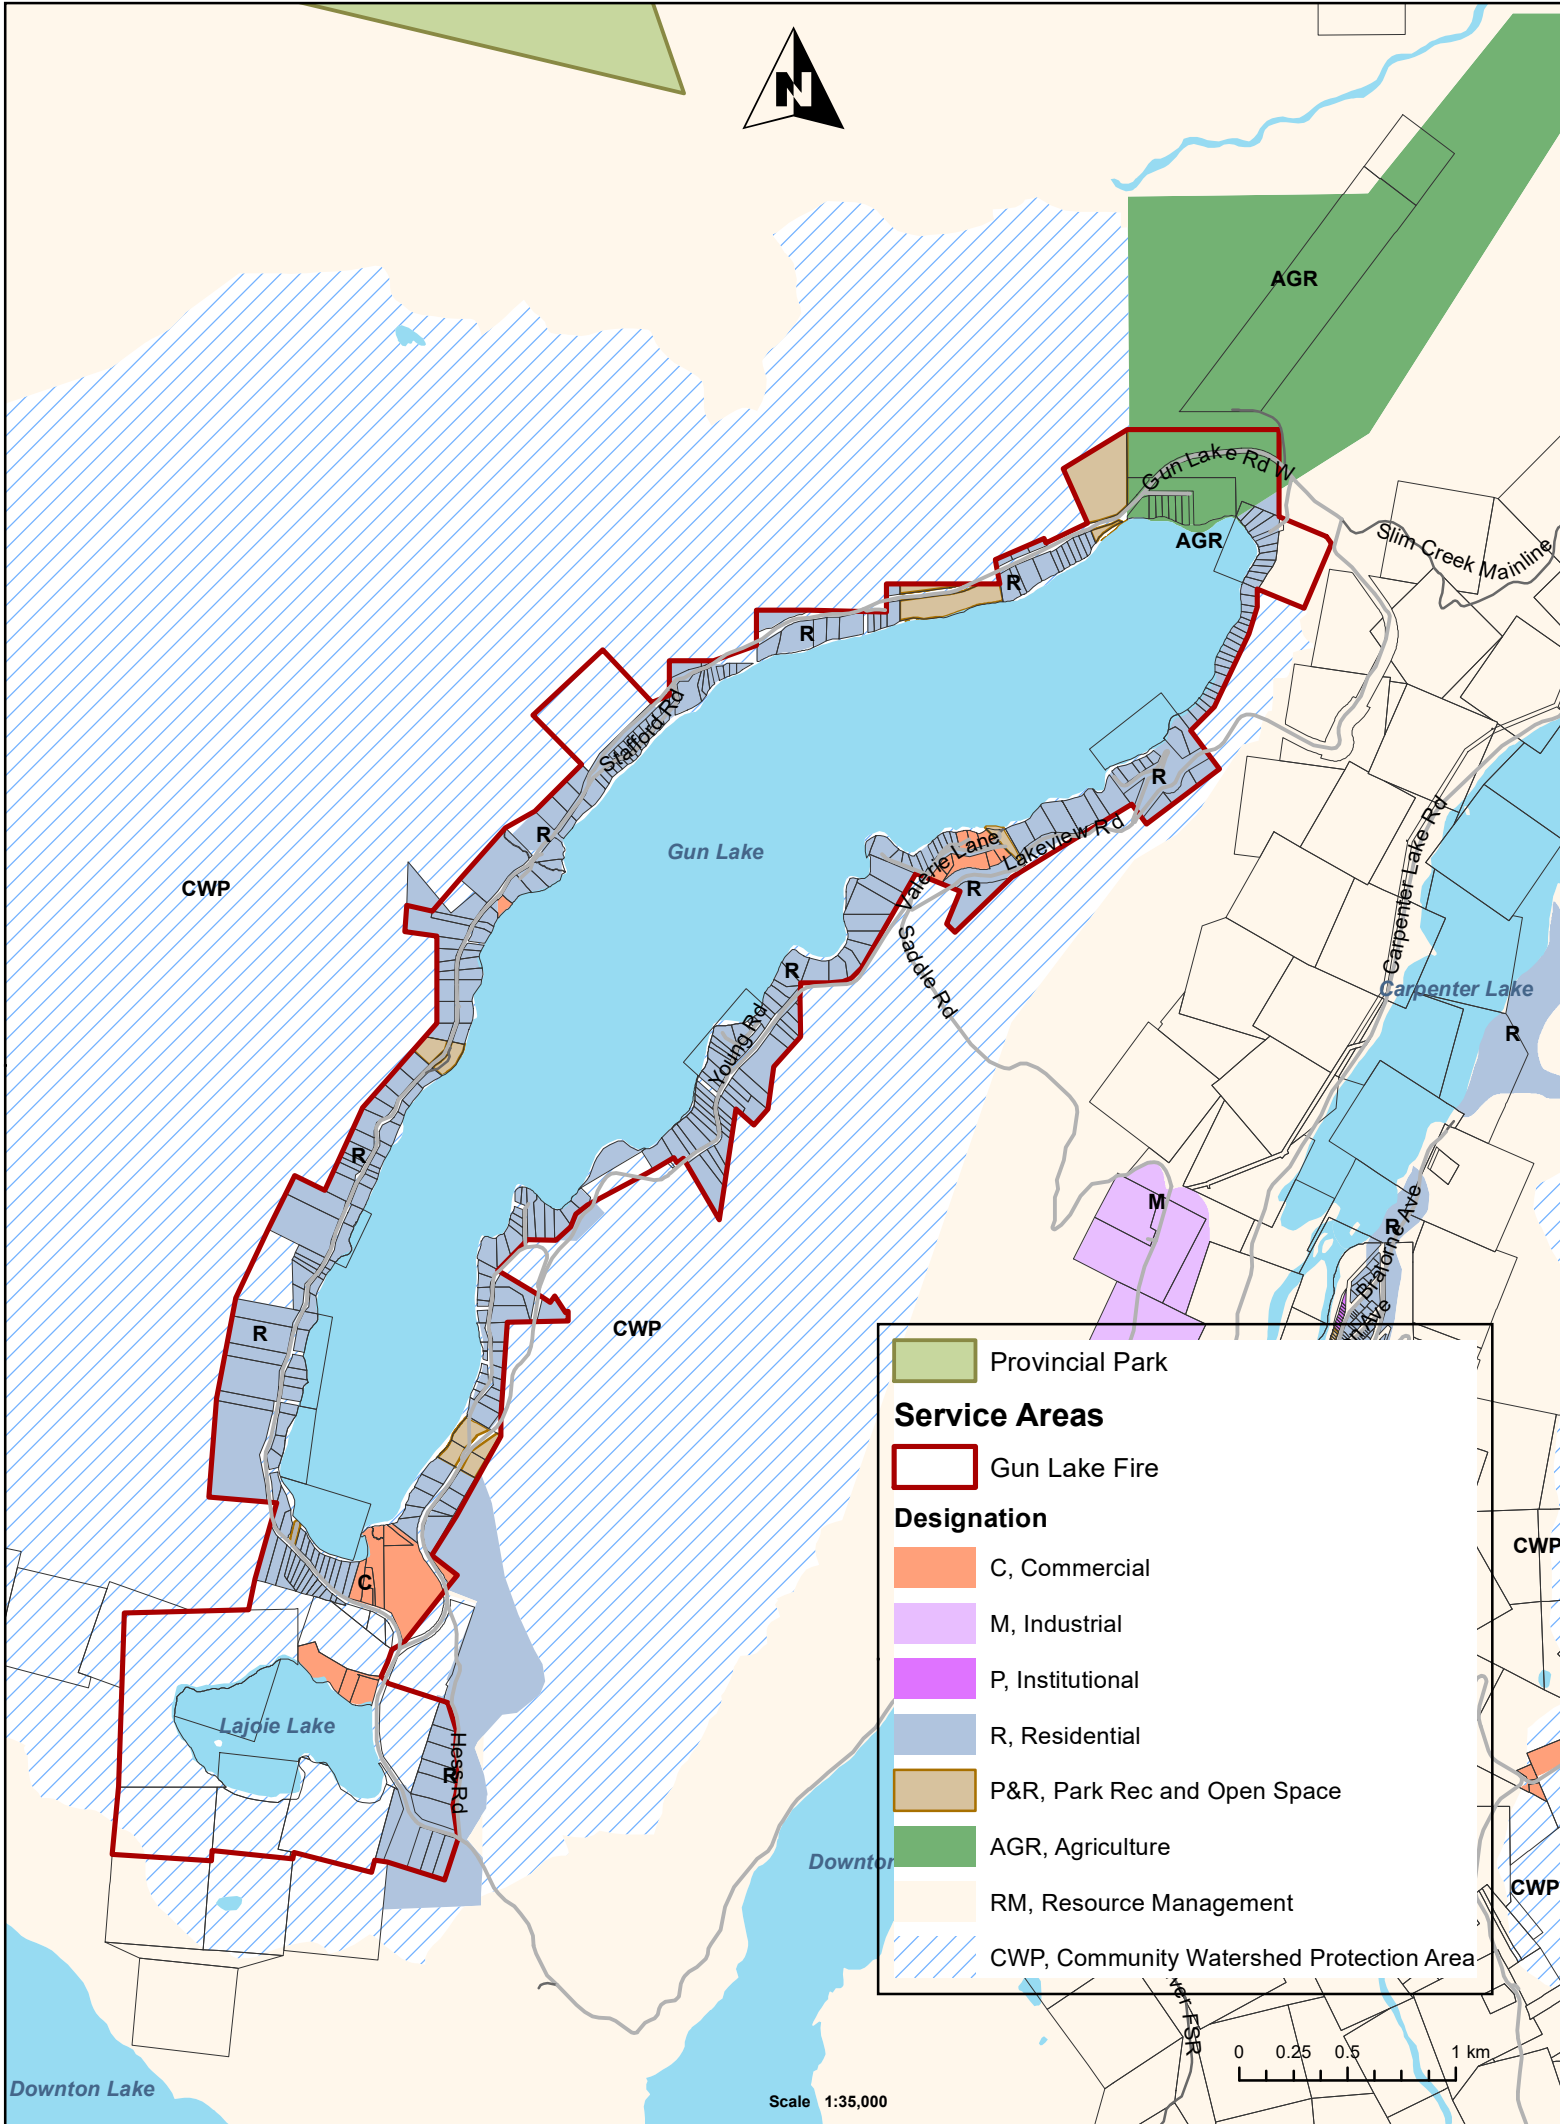 N
AGR
Gun Lake Rd W
Slim Creek Mainline
AGR
R
R
Stafford Rd
R
R
Gun Lake
Valerie Lane
Lakeview Rd
R
Carpenter Lake Rd
CWP
Saddle Rd
R
Carpenter Lake
R
Young Rd
R
M
R
Bralorne Ave
Ave
R
CWP
Provincial Park
Service Areas
Gun Lake Fire
Designation
C, Commercial
M, Industrial
P, Institutional
R, Residential
P&R, Park Rec and Open Space
AGR, Agriculture
RM, Resource Management
CWP, Community Watershed Protection Area
CWP
C
Lajoie Lake
Hess Rd
R
Downton
CWP
ver FSR
0 0.25 0.5 1 km
Downton Lake
Scale 1:35,000